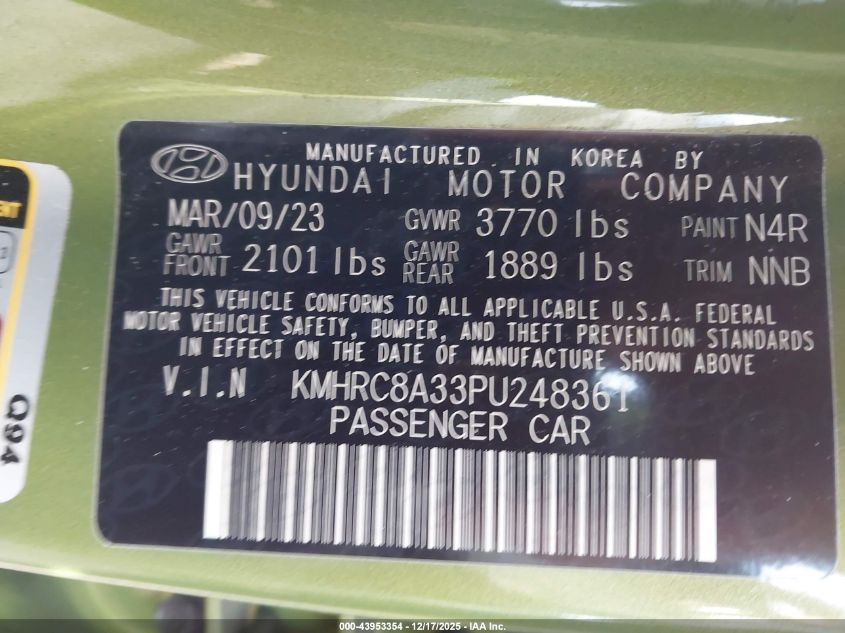 MANUFACTURED IN KOREA BY
HYUNDAI MOTOR COMPANY
MAR/09/23 GVWR 3770 lbs PAINT N4R
GAWR FRONT 2101 lbs GAWR REAR 1889 lbs TRIM NNB
THIS VEHICLE CONFORMS TO ALL APPLICABLE U.S.A. FEDERAL
MOTOR VEHICLE SAFETY, BUMPER, AND THEFT PREVENTION STANDARDS
IN EFFECT ON THE DATE OF MANUFACTURE SHOWN ABOVE
V.I.N KMHRC8A33PU248361
PASSENGER CAR
Q94
000-43953354 | 12/17/2025 - IAA Inc.